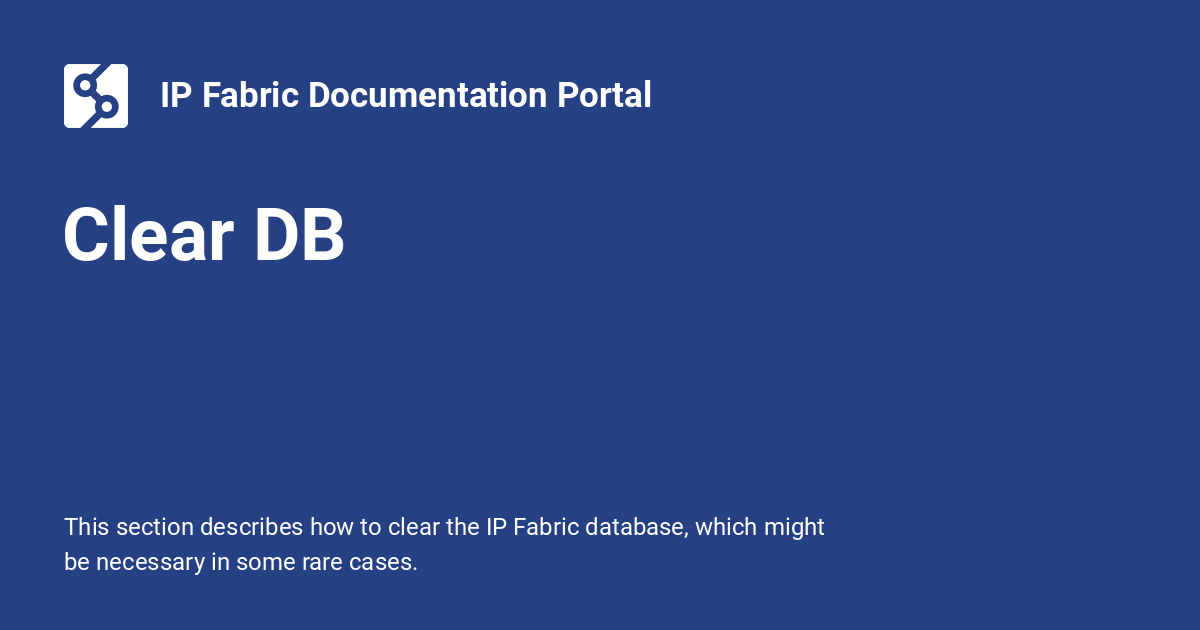 IP Fabric Documentation Portal
Clear DB
This section describes how to clear the IP Fabric database, which might
be necessary in some rare cases.